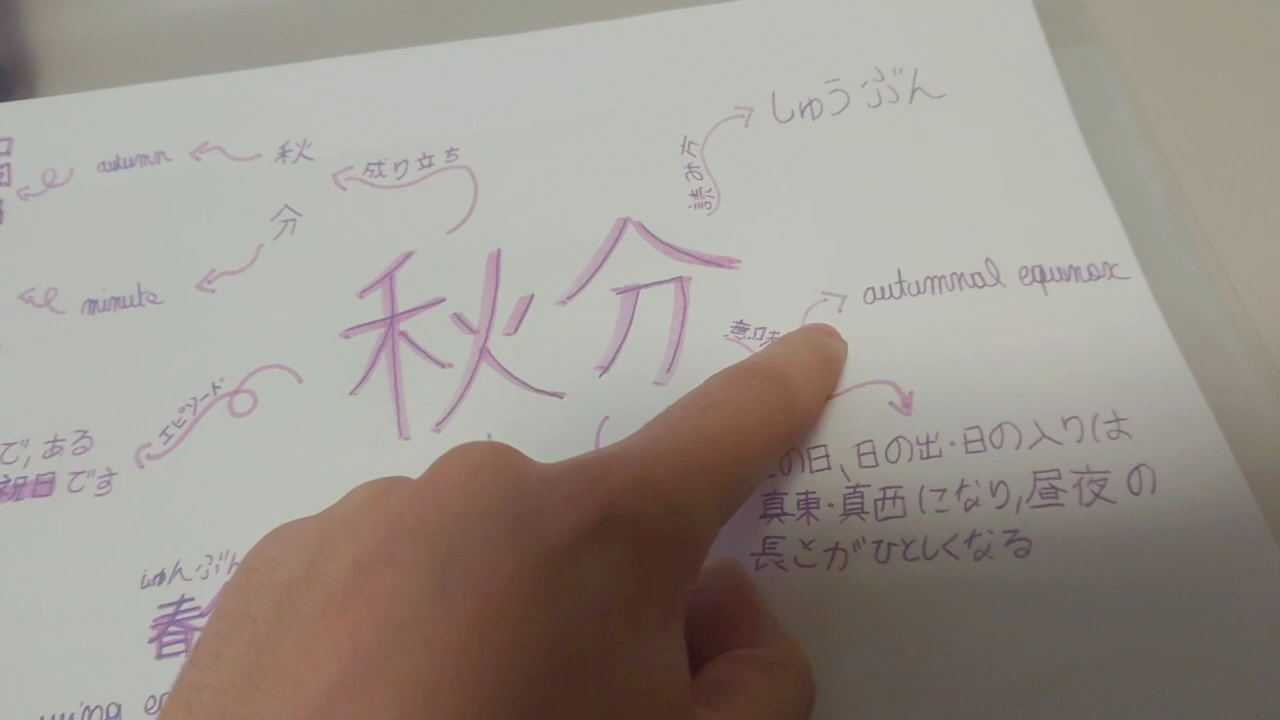 しゅうぶん
読み方
成り立ち
秋
autumn
分
minute
秋分
意味
autumnal equinox
エピソード
の日、日の出・日の入りは
真東・真西になり,昼夜の
長さがひとしくなる
で,ある
祝日です
しゅんぶん
春